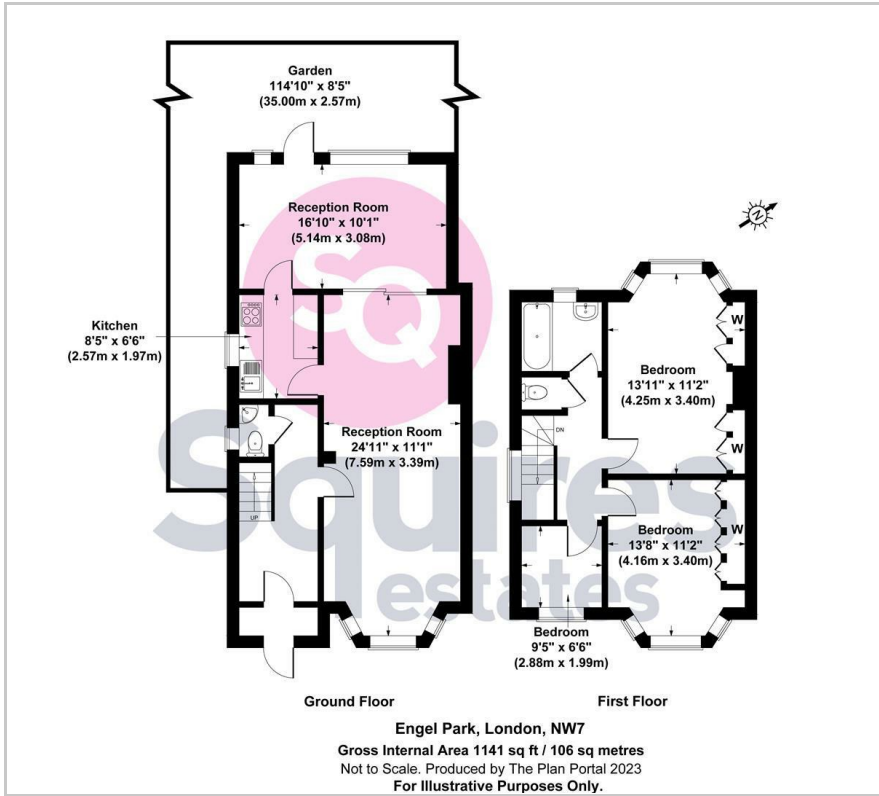 Garden
114'10" x 8'5"
(35.00m x 2.57m)
Reception Room
16'10" x 10'1"
(5.14m x 3.08m)
SQ
Kitchen
8'5" x 6'6"
(2.57m x 1.97m)
Reception Room
24'11" x 11'1"
(7.59m x 3.39m)
UP
Squires
estates
N
W
Bedroom
13'11" x 11'2"
(4.25m x 3.40m)
W
DN
Bedroom
13'8" x 11'2"
(4.16m x 3.40m)
W
Bedroom
9'5" x 6'6"
(2.88m x 1.99m)
Ground Floor
First Floor
Engel Park, London, NW7
Gross Internal Area 1141 sq ft / 106 sq metres
Not to Scale. Produced by The Plan Portal 2023
For Illustrative Purposes Only.